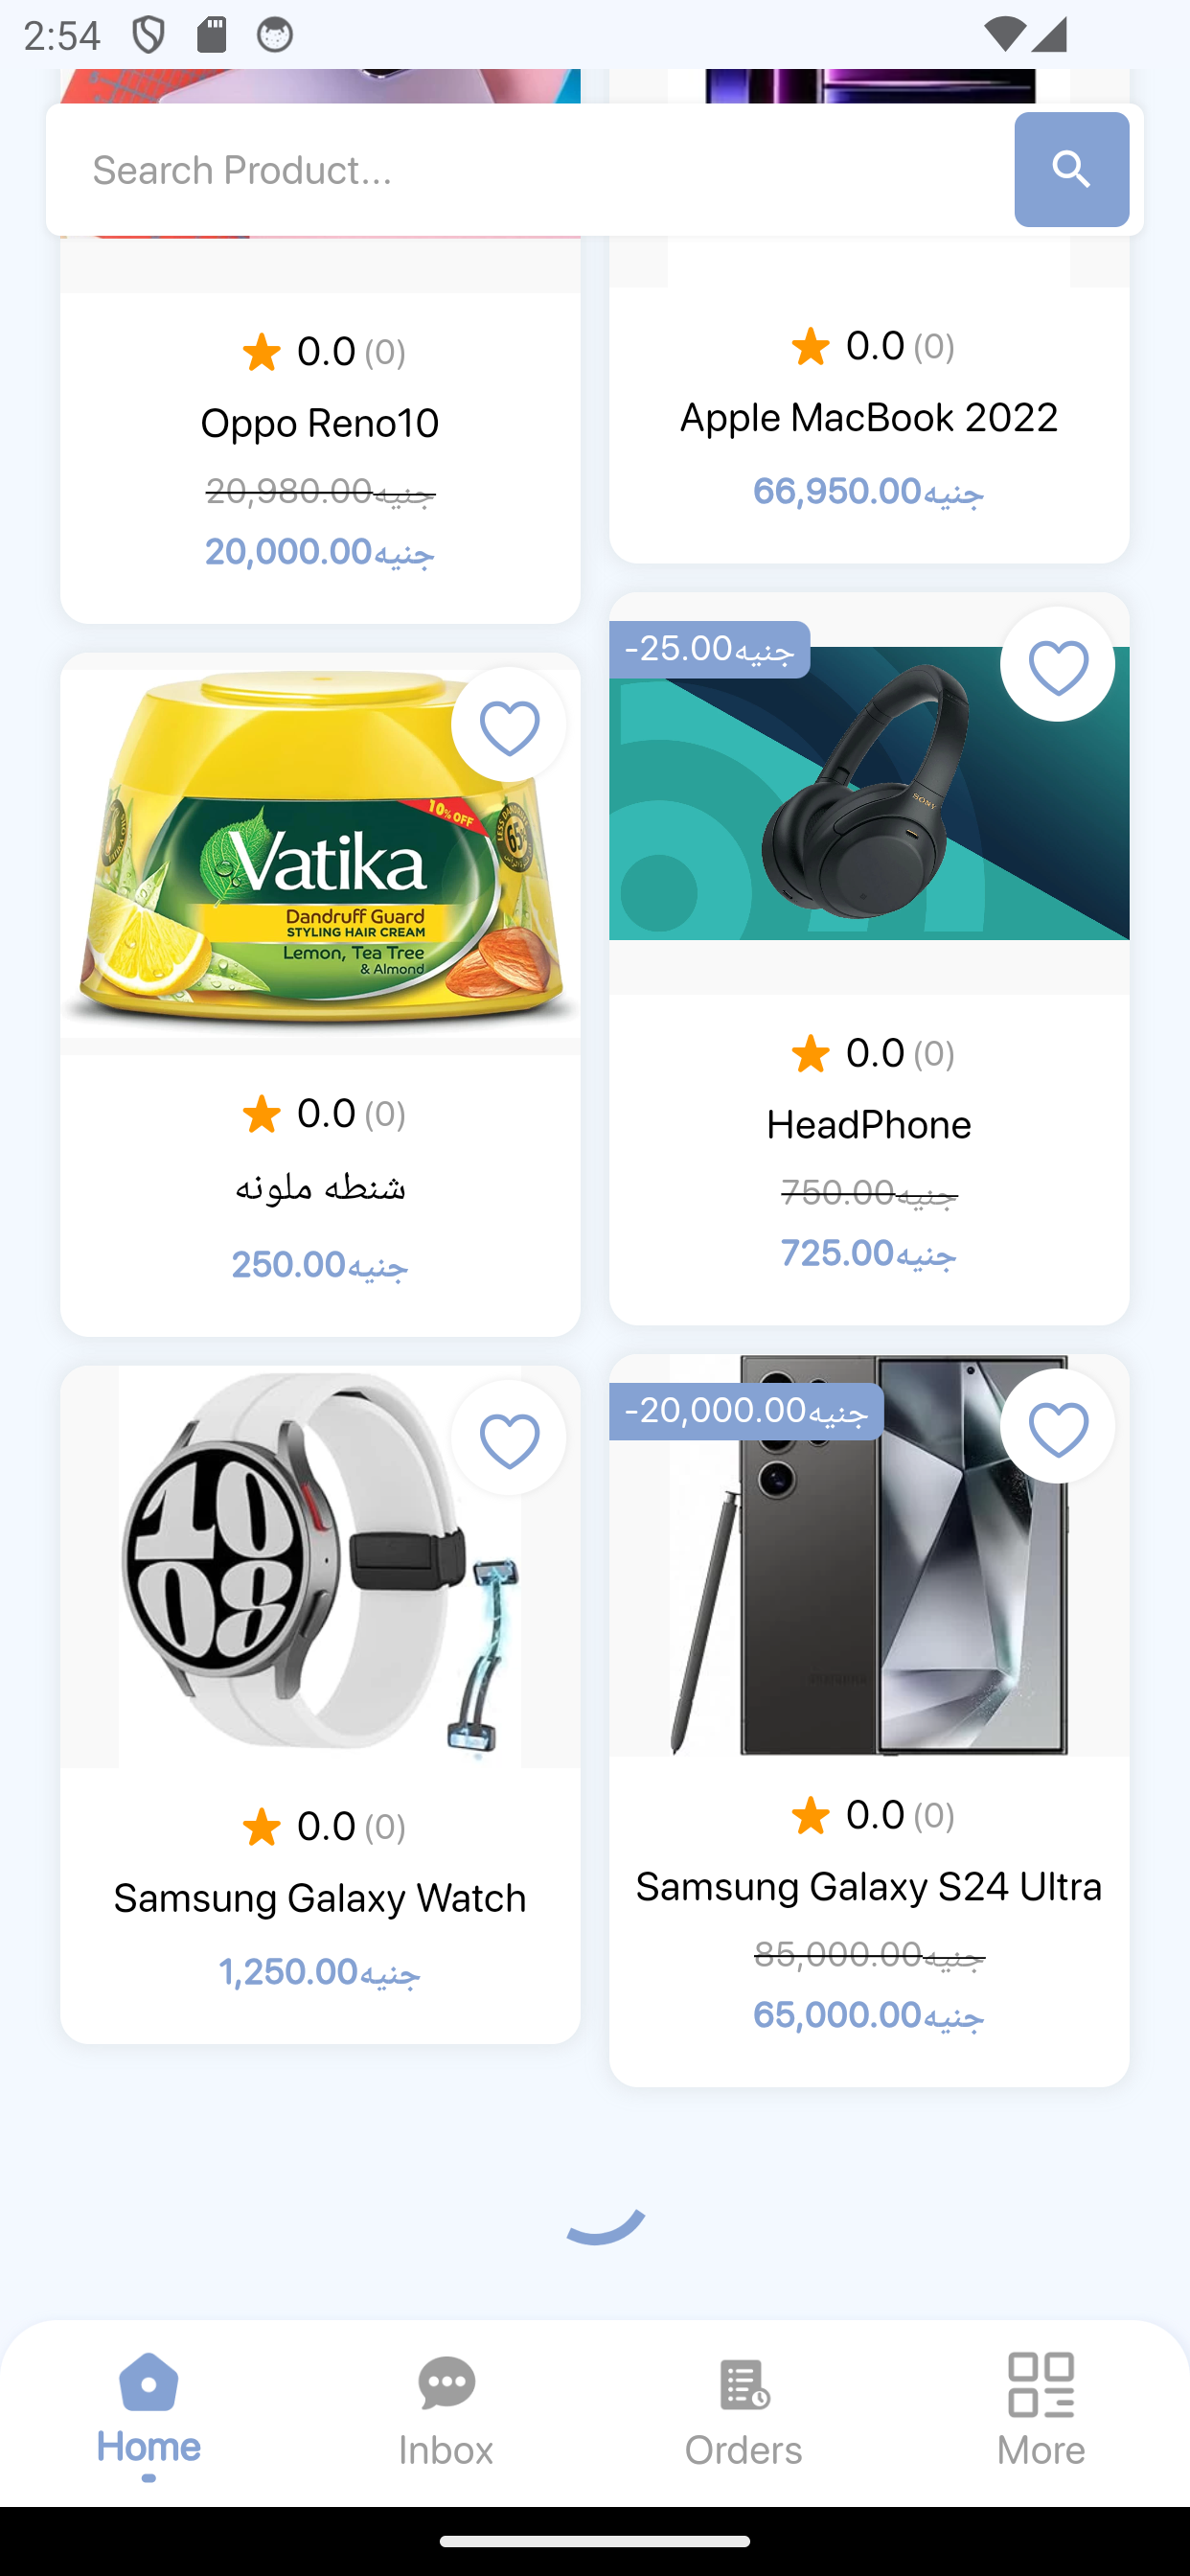 2:54
Search Product...
0.0 (0)
Oppo Reno10
20,980.00جنيه
20,000.00جنيه
0.0 (0)
Apple MacBook 2022
66,950.00جنيه
10% OFF
65%
Vatika
Dandruff Guard
STYLING HAIR CREAM
Lemon, Tea Tree
& Almond
0.0 (0)
شنطه ملونه
250.00جنيه
-25.00جنيه
SONY
0.0 (0)
HeadPhone
750.00جنيه
725.00جنيه
10
08
0.0 (0)
Samsung Galaxy Watch
1,250.00جنيه
-20,000.00جنيه
SAMSUNG
0.0 (0)
Samsung Galaxy S24 Ultra
85,000.00جنيه
65,000.00جنيه
Home
Inbox
Orders
More